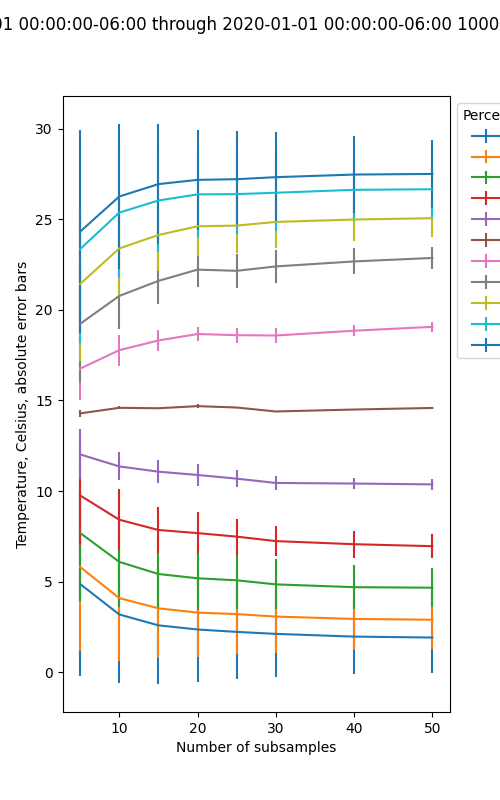 01 00:00:00-06:00 through 2020-01-01 00:00:00-06:00 1000
30
25
20
15
10
5
0
Temperature, Celsius, absolute error bars
10 20 30 40 50
Number of subsamples
Perce